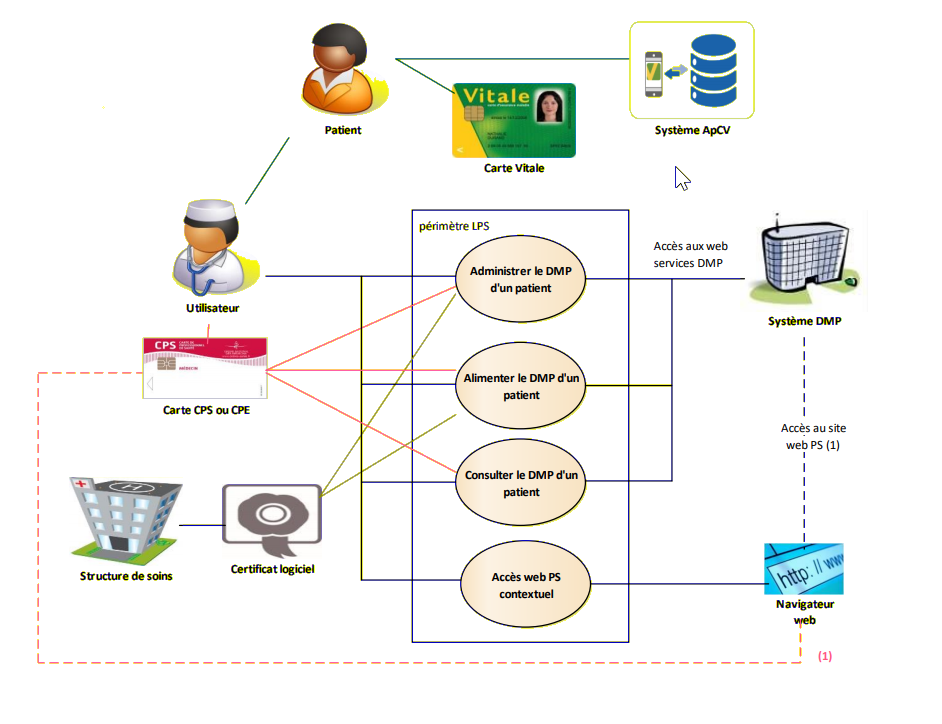 Vitale
Patient
Système ApCV
Carte Vitale
périmètre LPS
Accès aux web
services DMP
Administrer le DMP
d'un patient
Utilisateur
Système DMP
CPS
Carte CPS ou CPE
Alimenter le DMP d'un
patient
Accès au site
web PS (1)
Consulter le DMP d'un
patient
Structure de soins
Certificat logiciel
Accès web PS
contextuel
http: // www
Navigateur
web
(1)